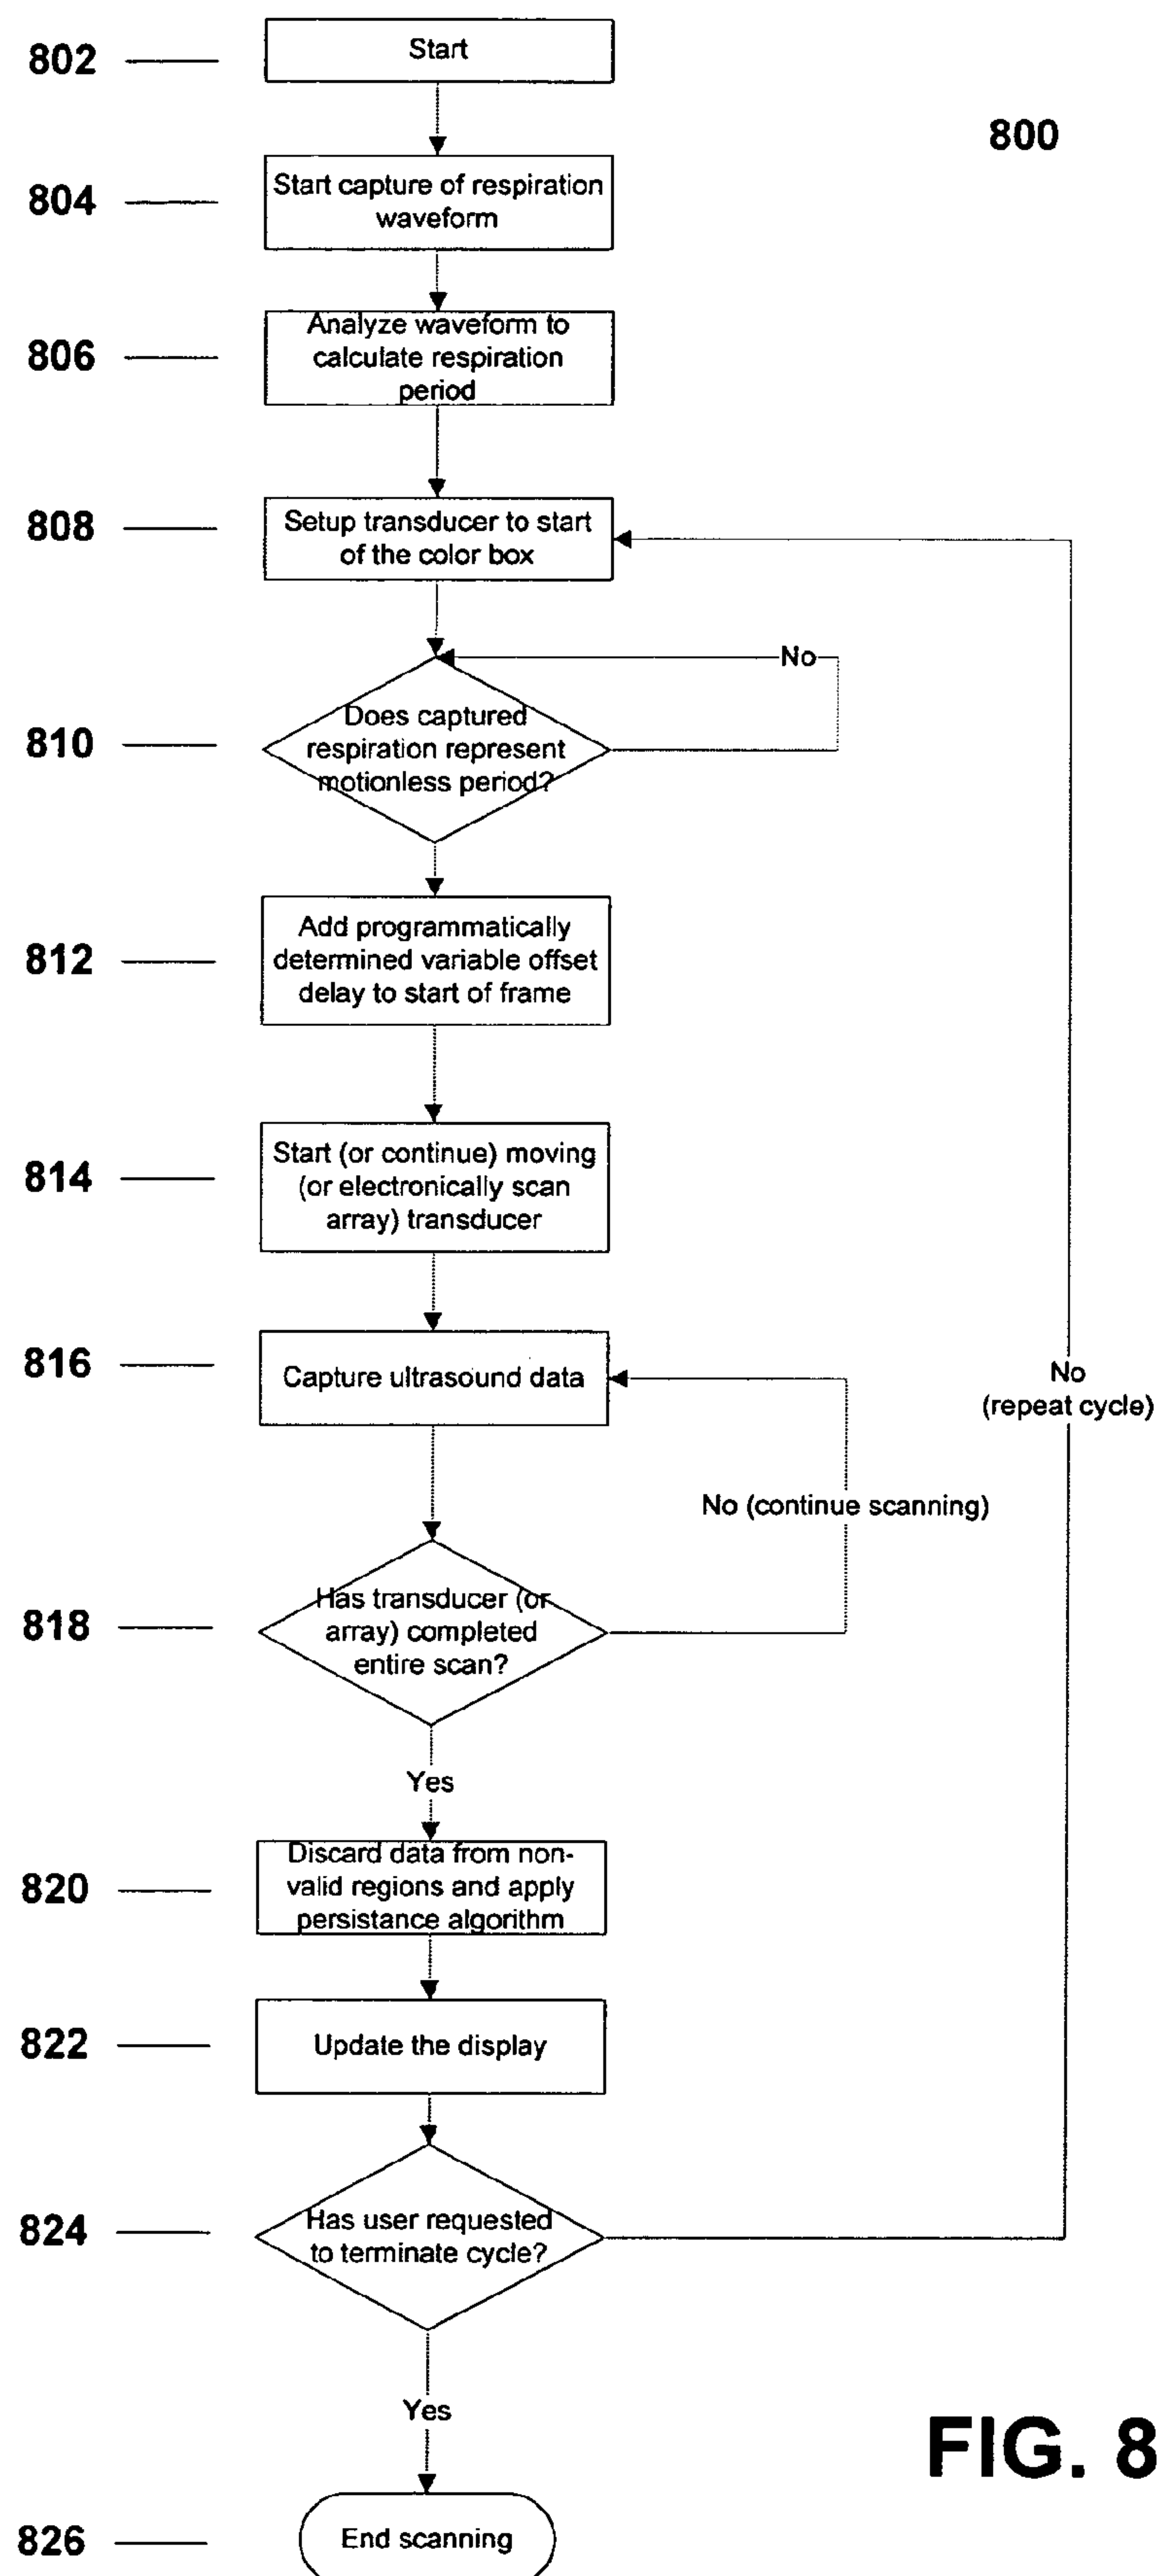 802
Start
800
804
Start capture of respiration
waveform
806
Analyze waveform to
calculate respiration
period
808
Setup transducer to start
of the color box
No
810
Does captured
respiration represent
motionless period?
812
Add programmatically
determined variable offset
delay to start of frame
814
Start (or continue) moving
(or electronically scan
array) transducer
816
Capture ultrasound data
No
(repeat cycle)
No (continue scanning)
818
Has transducer (or
array) completed
entire scan?
Yes
820
Discard data from non-
valid regions and apply
persistance algorithm
822
Update the display
824
Has user requested
to terminate cycle?
Yes
FIG. 8
826
End scanning